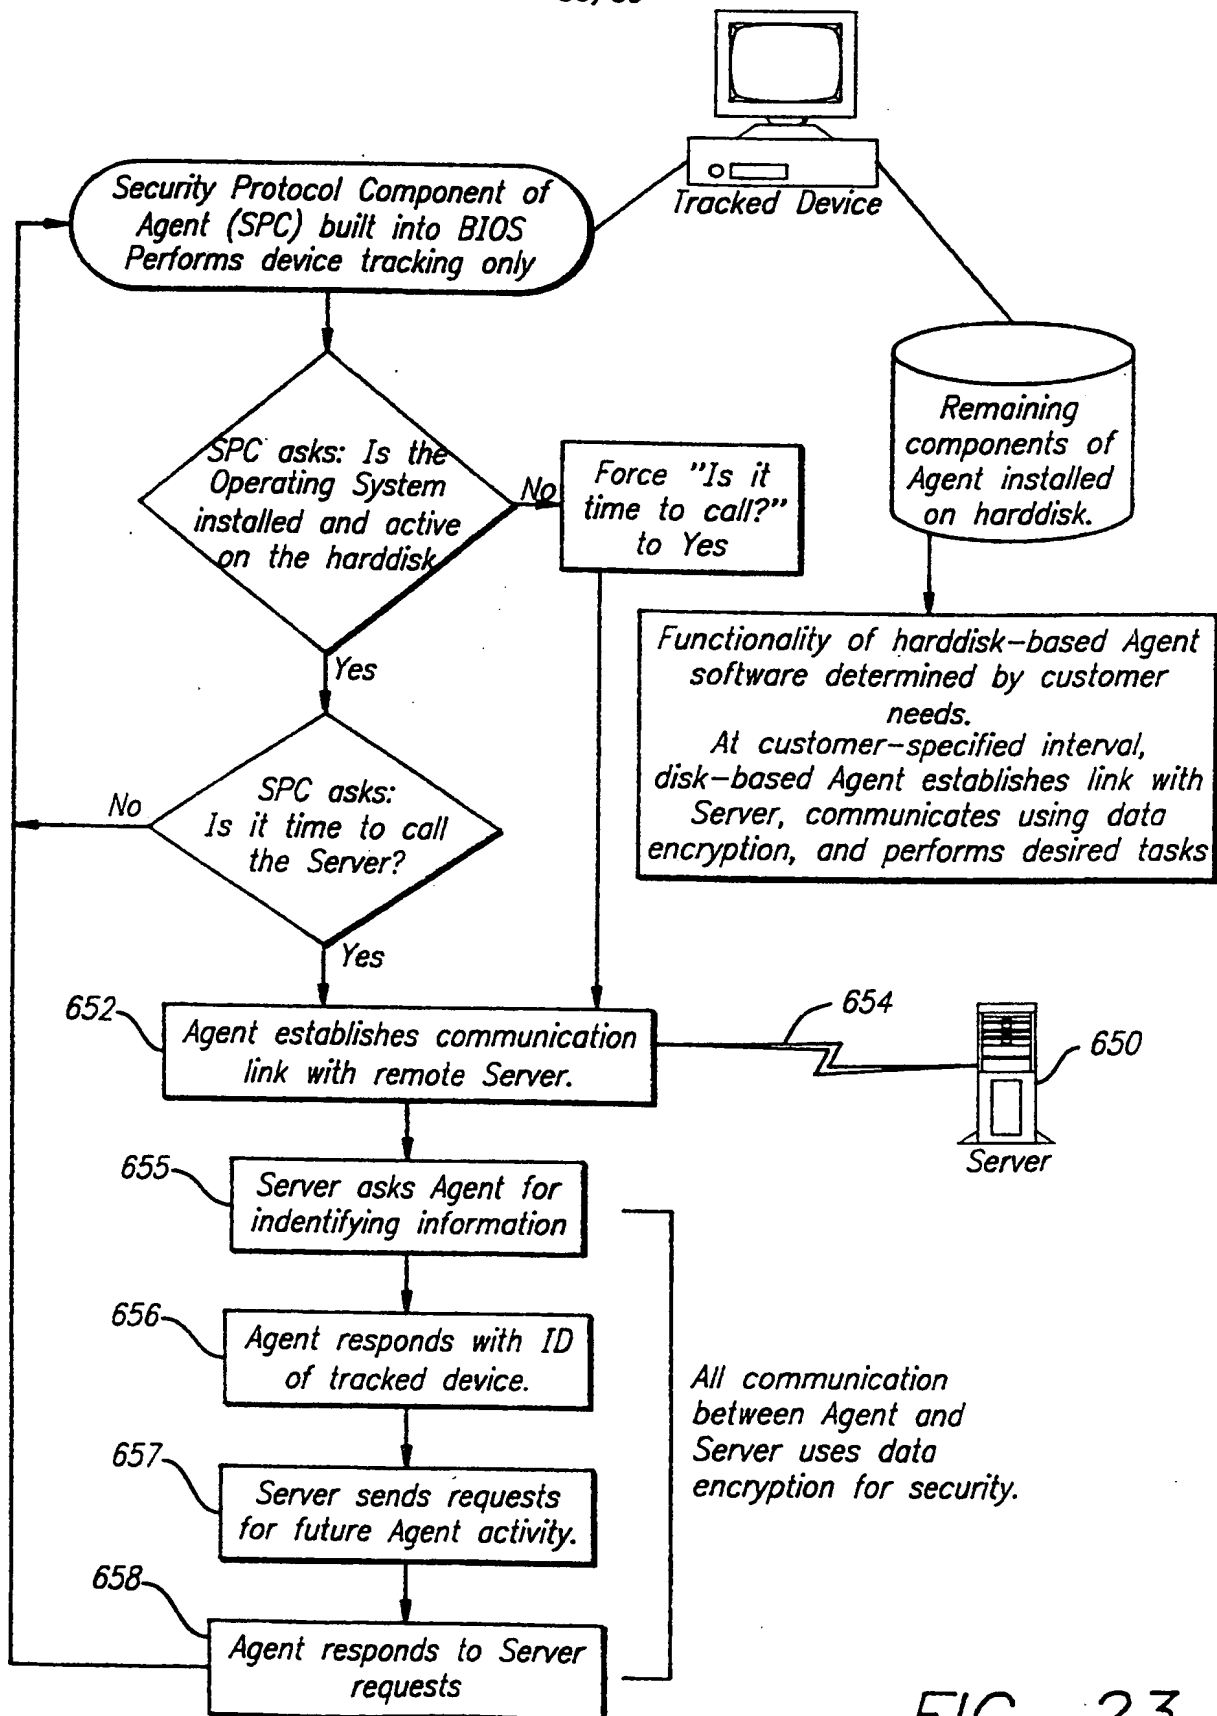 Tracked Device
Security Protocol Component of
Agent (SPC) built into BIOS
Performs device tracking only
SPC asks: Is the
Operating System
installed and active
on the harddisk
No
Force "Is it
time to call?"
to Yes
Remaining
components of
Agent installed
on harddisk.
Yes
Functionality of harddisk-based Agent
software determined by customer
needs.
At customer-specified interval,
disk-based Agent establishes link with
Server, communicates using data
encryption, and performs desired tasks
No
SPC asks:
Is it time to call
the Server?
Yes
652
Agent establishes communication
link with remote Server.
654
650
Server
655
Server asks Agent for
indentifying information
656
Agent responds with ID
of tracked device.
All communication
between Agent and
Server uses data
encryption for security.
657
Server sends requests
for future Agent activity.
658
Agent responds to Server
requests
FIG. 23